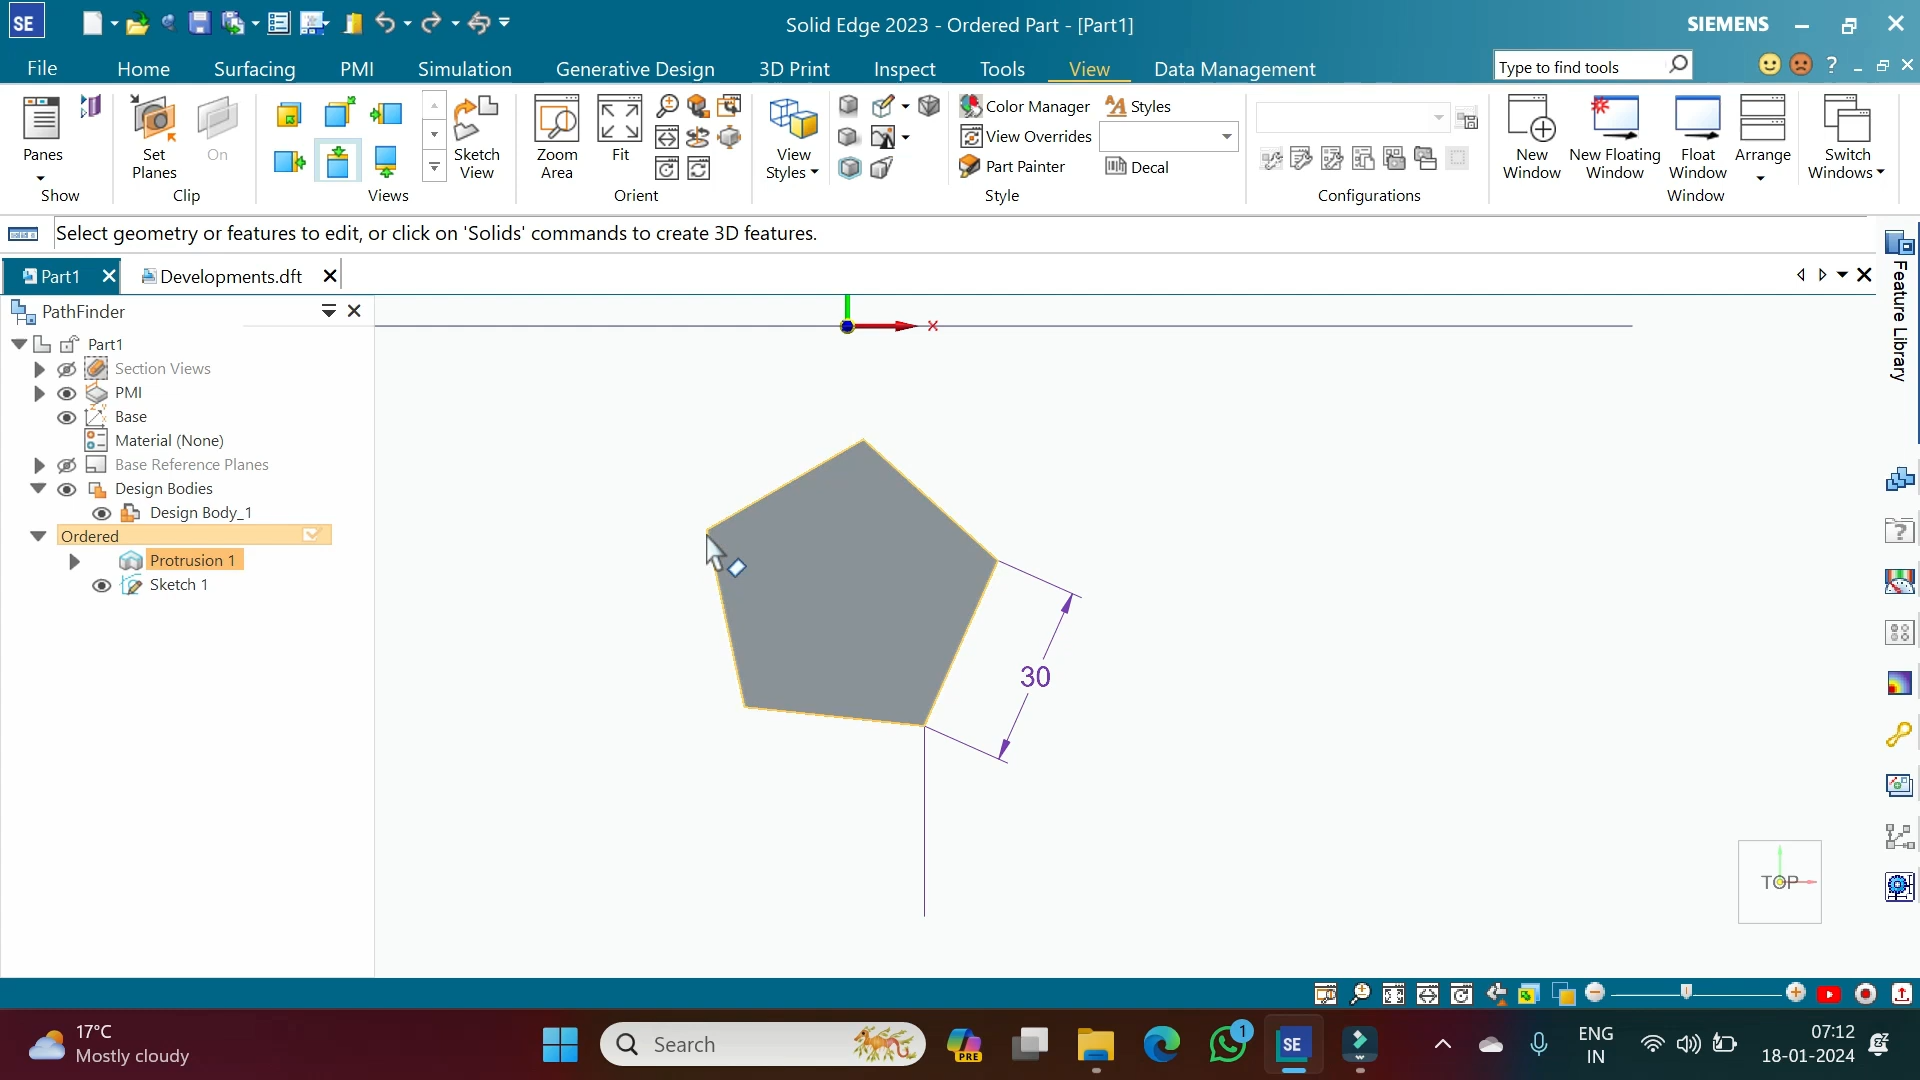 SE
Solid Edge 2023 - Ordered Part - [Part1]
SIEMENS
File
Home
Surfacing
PMI
Simulation
Generative Design
3D Print
Inspect
Tools
View
Data Management
Type to find tools
?
Panes
Set
Planes
On
Sketch
View
Zoom
Area
Fit
View
Styles
Color Manager
Styles
View Overrides
Part Painter
Decal
New
Window
New Floating
Window
Float
Window
Arrange
Switch
Windows
Show
Clip
Views
Orient
Style
Configurations
Window
Select geometry or features to edit, or click on 'Solids' commands to create 3D features.
Part1
Developments.dft
PathFinder
Part1
Section Views
PMI
Base
Material (None)
Base Reference Planes
Design Bodies
Design Body_1
Ordered
Protrusion 1
Sketch 1
x
30
TOP
Feature Library
17°C
Mostly cloudy
Search
PRE
1
SE
ENG
IN
07:12
18-01-2024